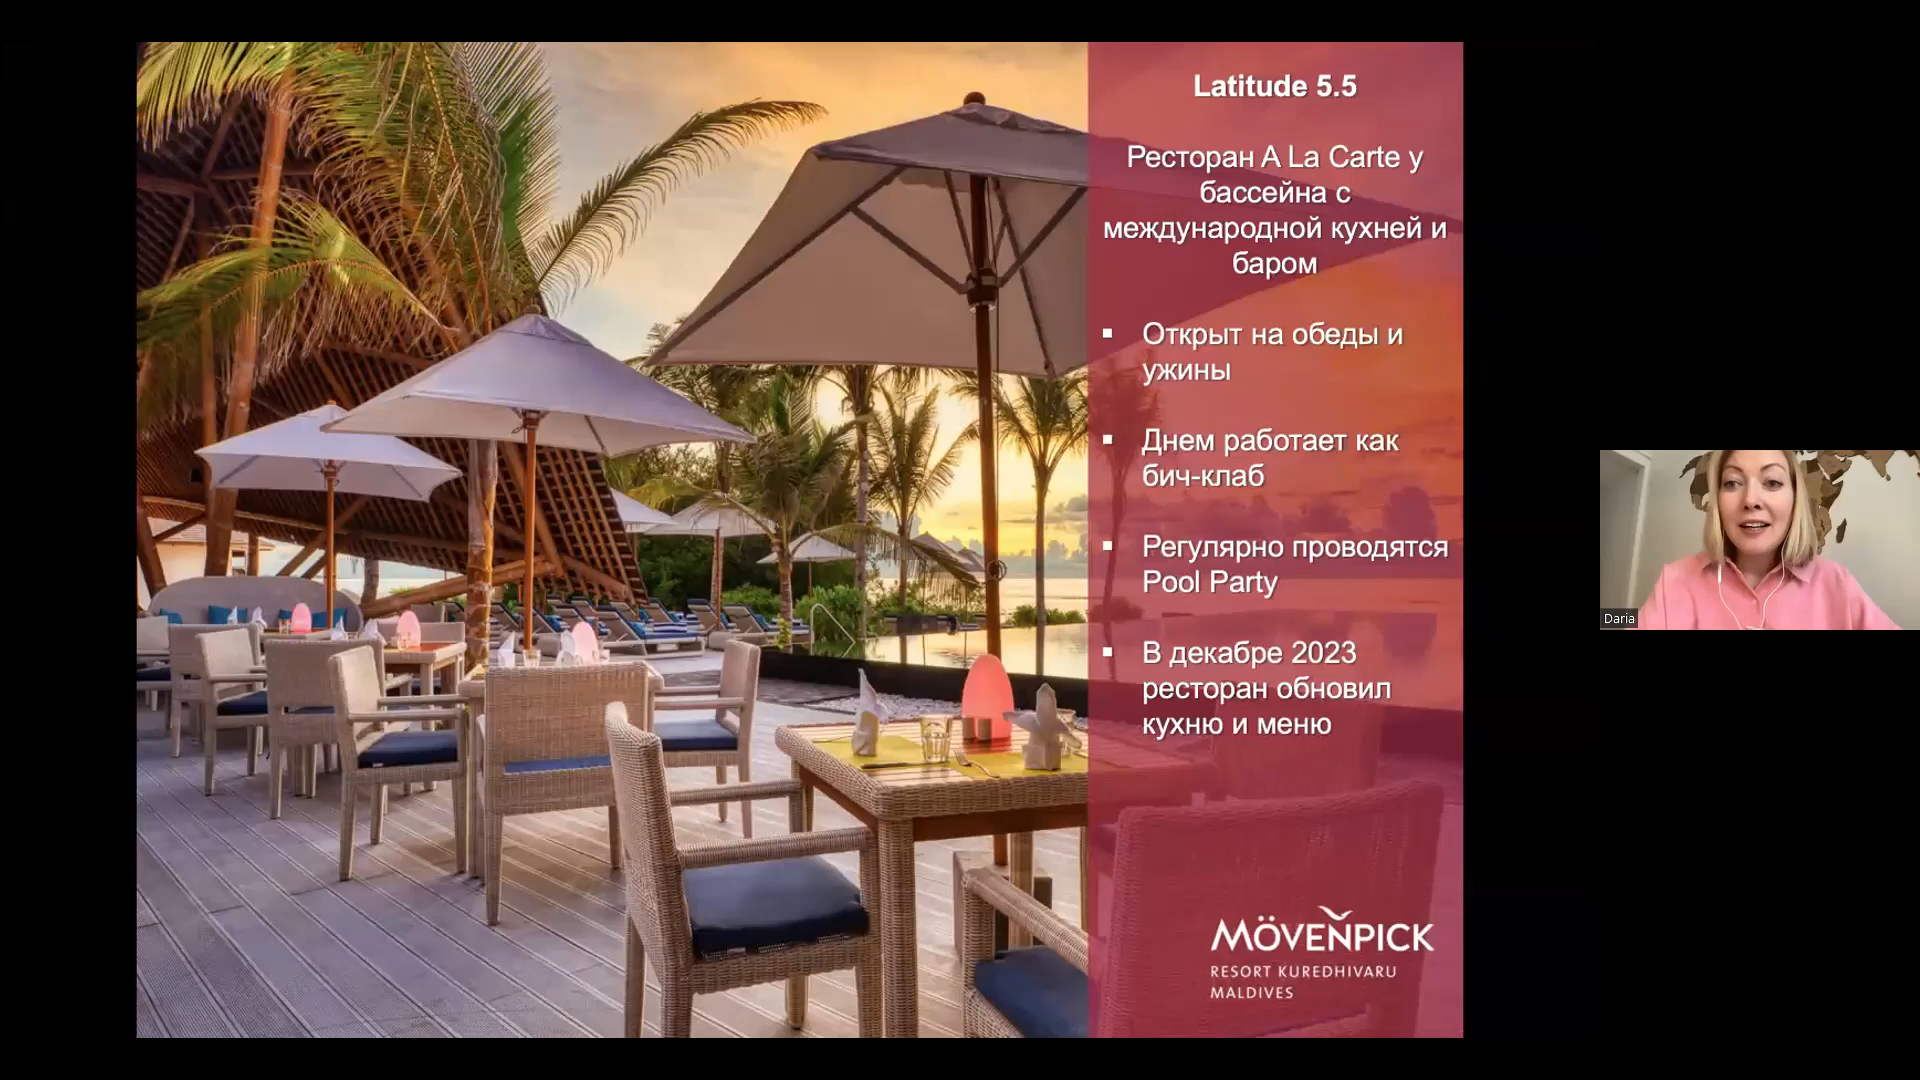 Latitude 5.5
Ресторан A La Carte у
бассейна с
международной кухней и
баром
▪ Открыт на обеды и
ужины
▪ Днем работает как
бич-клаб
▪ Регулярно проводятся
Pool Party
▪ В декабре 2023
ресторан обновил
кухню и меню
MÖVENPICK
RESORT KUREDHIVARU
MALDIVES
Daria